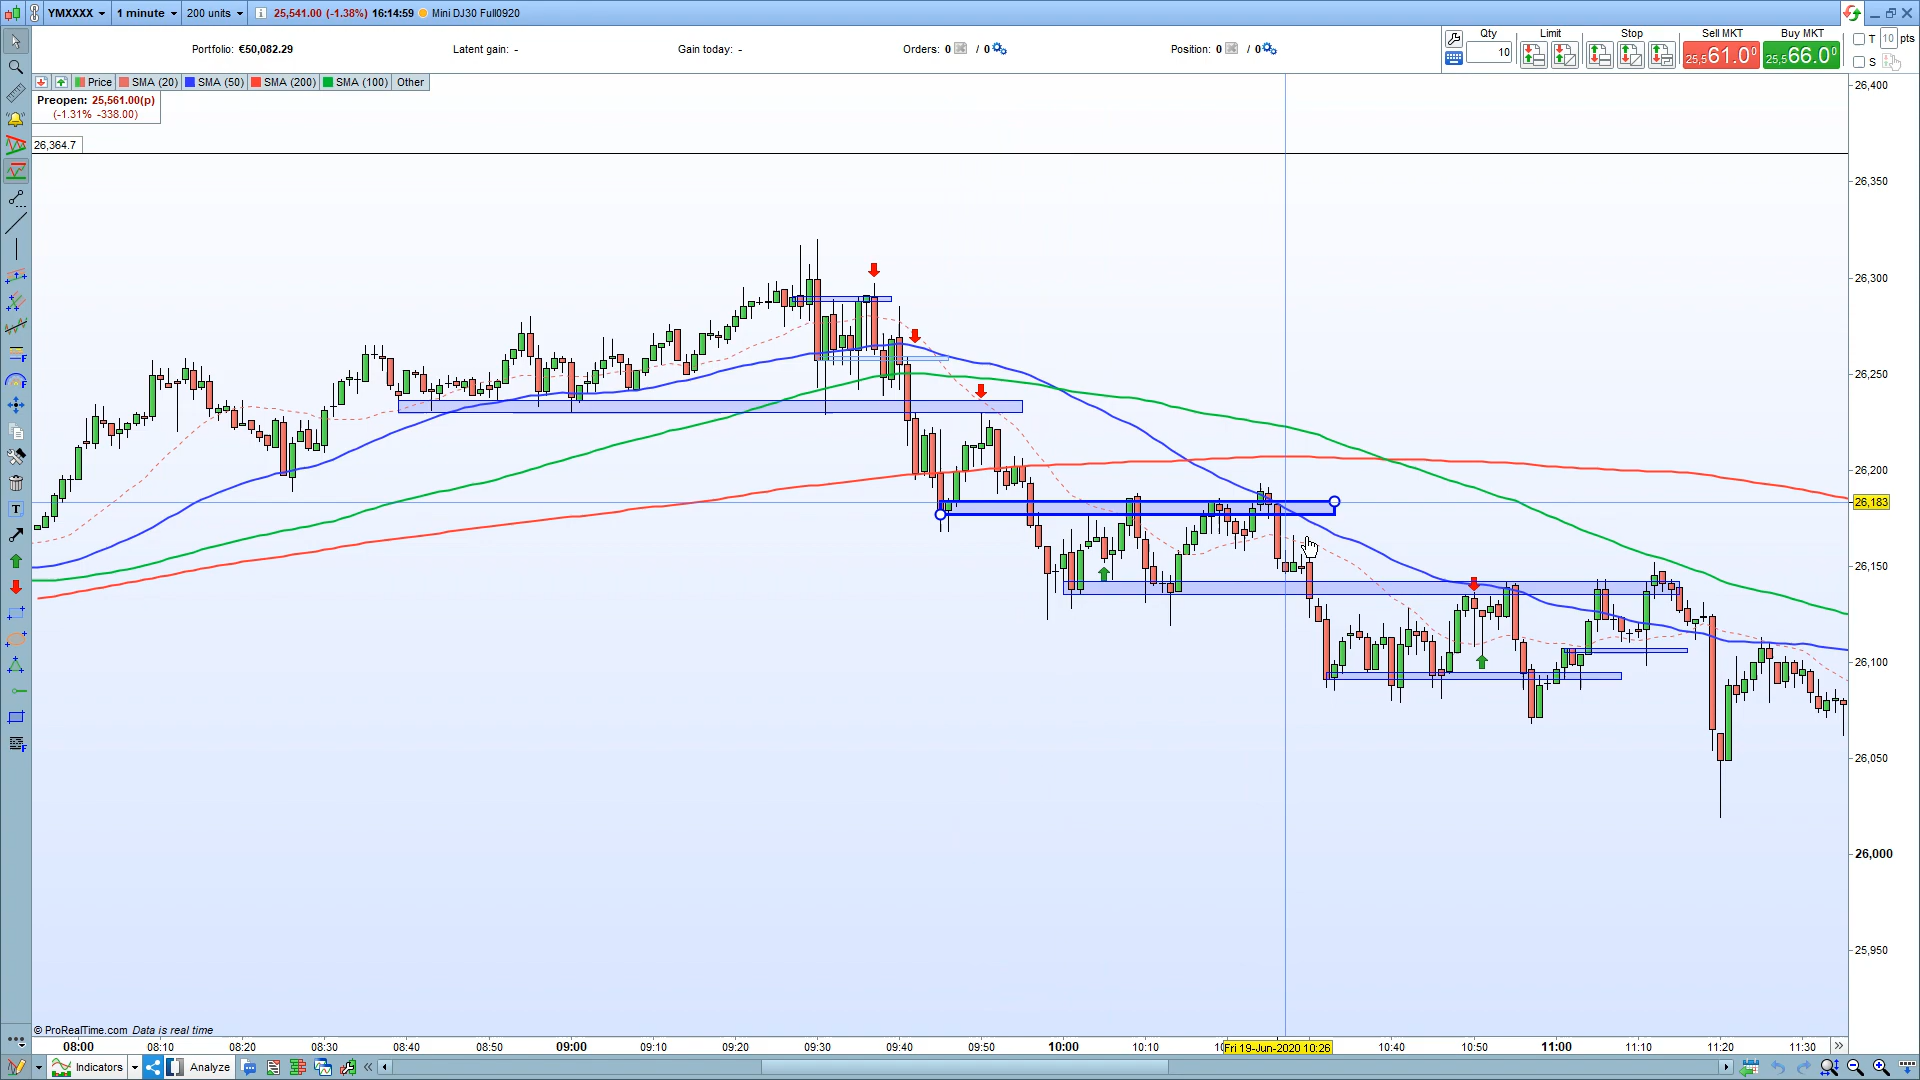 YMXXXX 1 minute 200 units 25,541.00 (-1.38%) 16:14:59 Mini DJ30 Full0920
Portfolio: €50,082.29 Latent gain: - Gain today: - Orders: 0 / 0 Position: 0 / 0
Qty Limit Stop Sell MKT Buy MKT
10 25,561.0⁰ 25,566.0⁰
T 10 pts
S
Price SMA (20) SMA (50) SMA (200) SMA (100) Other
Preopen: 25,561.00(p)
(-1.31% -338.00)
26,364.7
26,400
26,350
26,300
26,250
26,200
26,183
26,150
26,100
26,050
26,000
25,950
© ProRealTime.com Data is real time
08:00 08:10 08:20 08:30 08:40 08:50 09:00 09:10 09:20 09:30 09:40 09:50 10:00 10:10 Fri 19-Jun-2020 10:26 10:40 10:50 11:00 11:10 11:20 11:30
Indicators Analyze